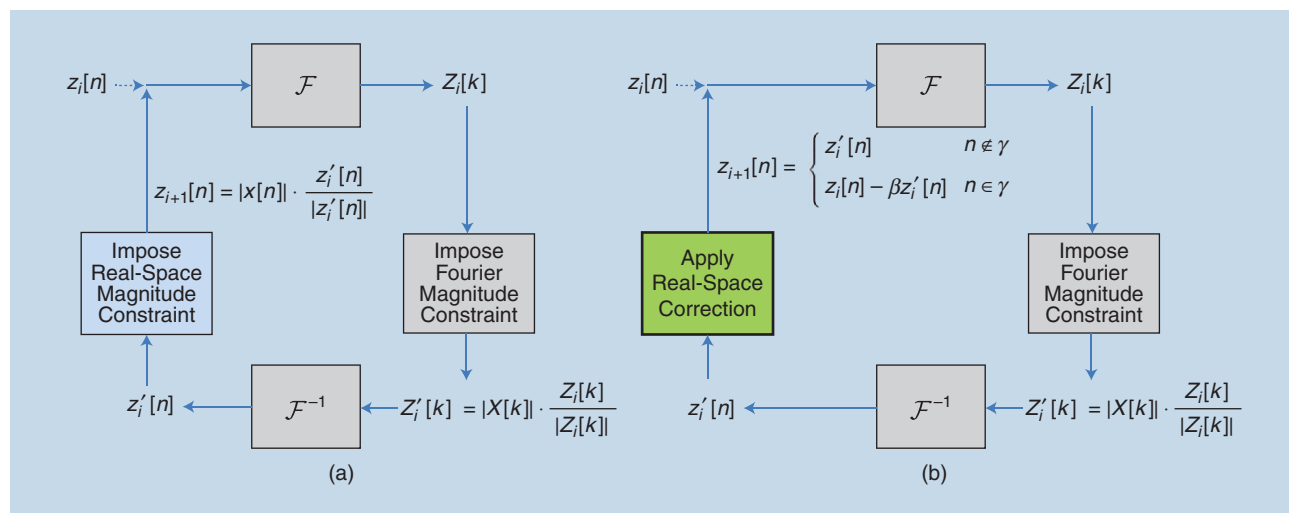 z_i[n]
ℱ
Z_i[k]
z_{i+1}[n] = |x[n]| · z_i′[n] / |z_i′[n]|
Impose
Real-Space
Magnitude
Constraint
Impose
Fourier
Magnitude
Constraint
z_i′[n]
ℱ⁻¹
Z_i′[k] = |X[k]| · Z_i[k] / |Z_i[k]|
(a)
z_i[n]
ℱ
Z_i[k]
z_{i+1}[n] = { z_i′[n] n ∉ γ
z_i[n] − βz_i′[n] n ∈ γ
Apply
Real-Space
Correction
Impose
Fourier
Magnitude
Constraint
z_i′[n]
ℱ⁻¹
Z_i′[k] = |X[k]| · Z_i[k] / |Z_i[k]|
(b)